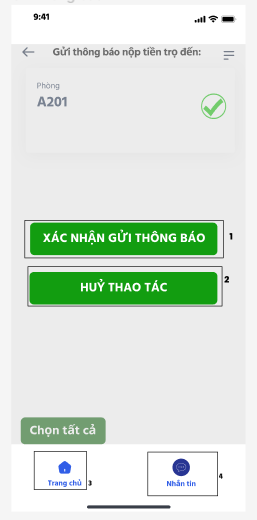 9:41
Gửi thông báo nộp tiền trọ đến:
Phòng
A201
XÁC NHẬN GỬI THÔNG BÁO
1
HUỶ THAO TÁC
2
Chọn tất cả
Trang chủ
3
Nhắn tin
4